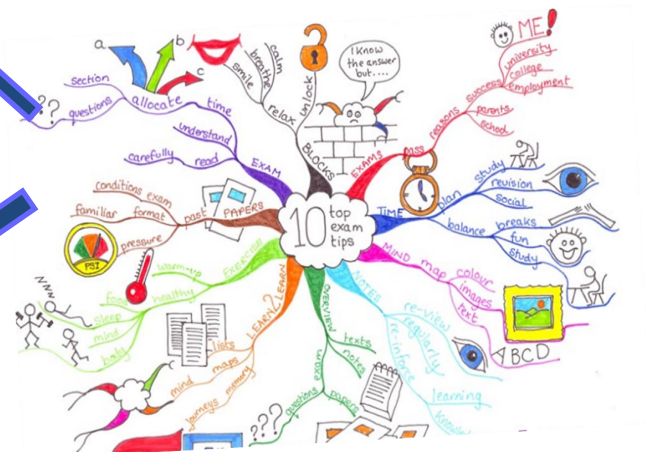 10 top
exam
tips
BLOCKS
unlock
relax
smile
breathe
calm
I KNOW
the answer
but....
EXAMS
pass
reasons
success
ME!
university
college
employment
parents
school
TIME
plan
study
revision
social
balance
breaks
fun
study
MIND map
colour
images
text
ABCD
NOTES
re-view
regularly
re-inforce
learning
OVERVIEW
texts
notes
exam
papers
questions
???
LEARN 2 LEARN
lists
maps
mind
memory
journeys
EXERCISE
warm-up
healthy
food
sleep
mind
body
PAPERS
past
format
exam
conditions
familiar
pressure
PSI
EXAM
time
allocate
a
b
c
section
questions
??
read
understand
carefully